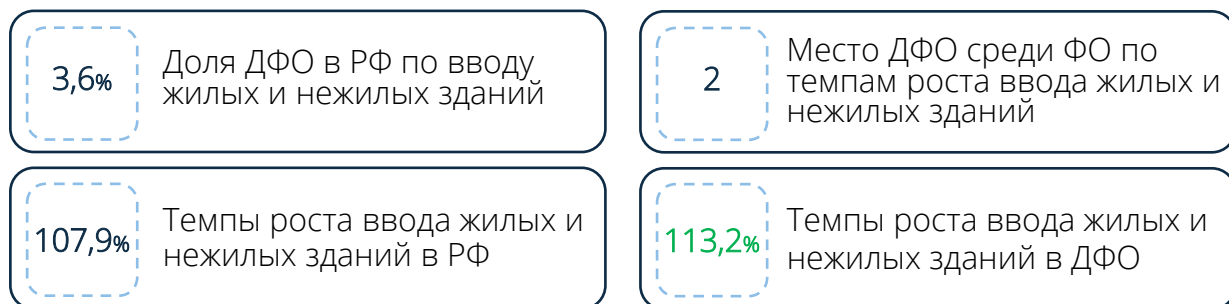 3,6%
Доля ДФО в РФ по вводу
жилых и нежилых зданий
2
Место ДФО среди ФО по
темпам роста ввода жилых и
нежилых зданий
107,9%
Темпы роста ввода жилых и
нежилых зданий в РФ
113,2%
Темпы роста ввода жилых и
нежилых зданий в ДФО